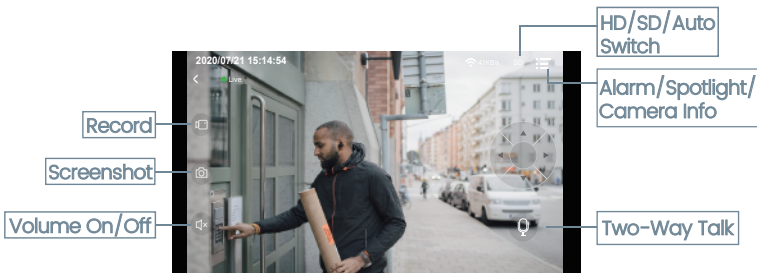 HD/SD/Auto
Switch
2020/07/21 15:14:54
Live
Alarm/Spotlight/
Camera Info
Record
Screenshot
Volume On/Off
Two-Way Talk